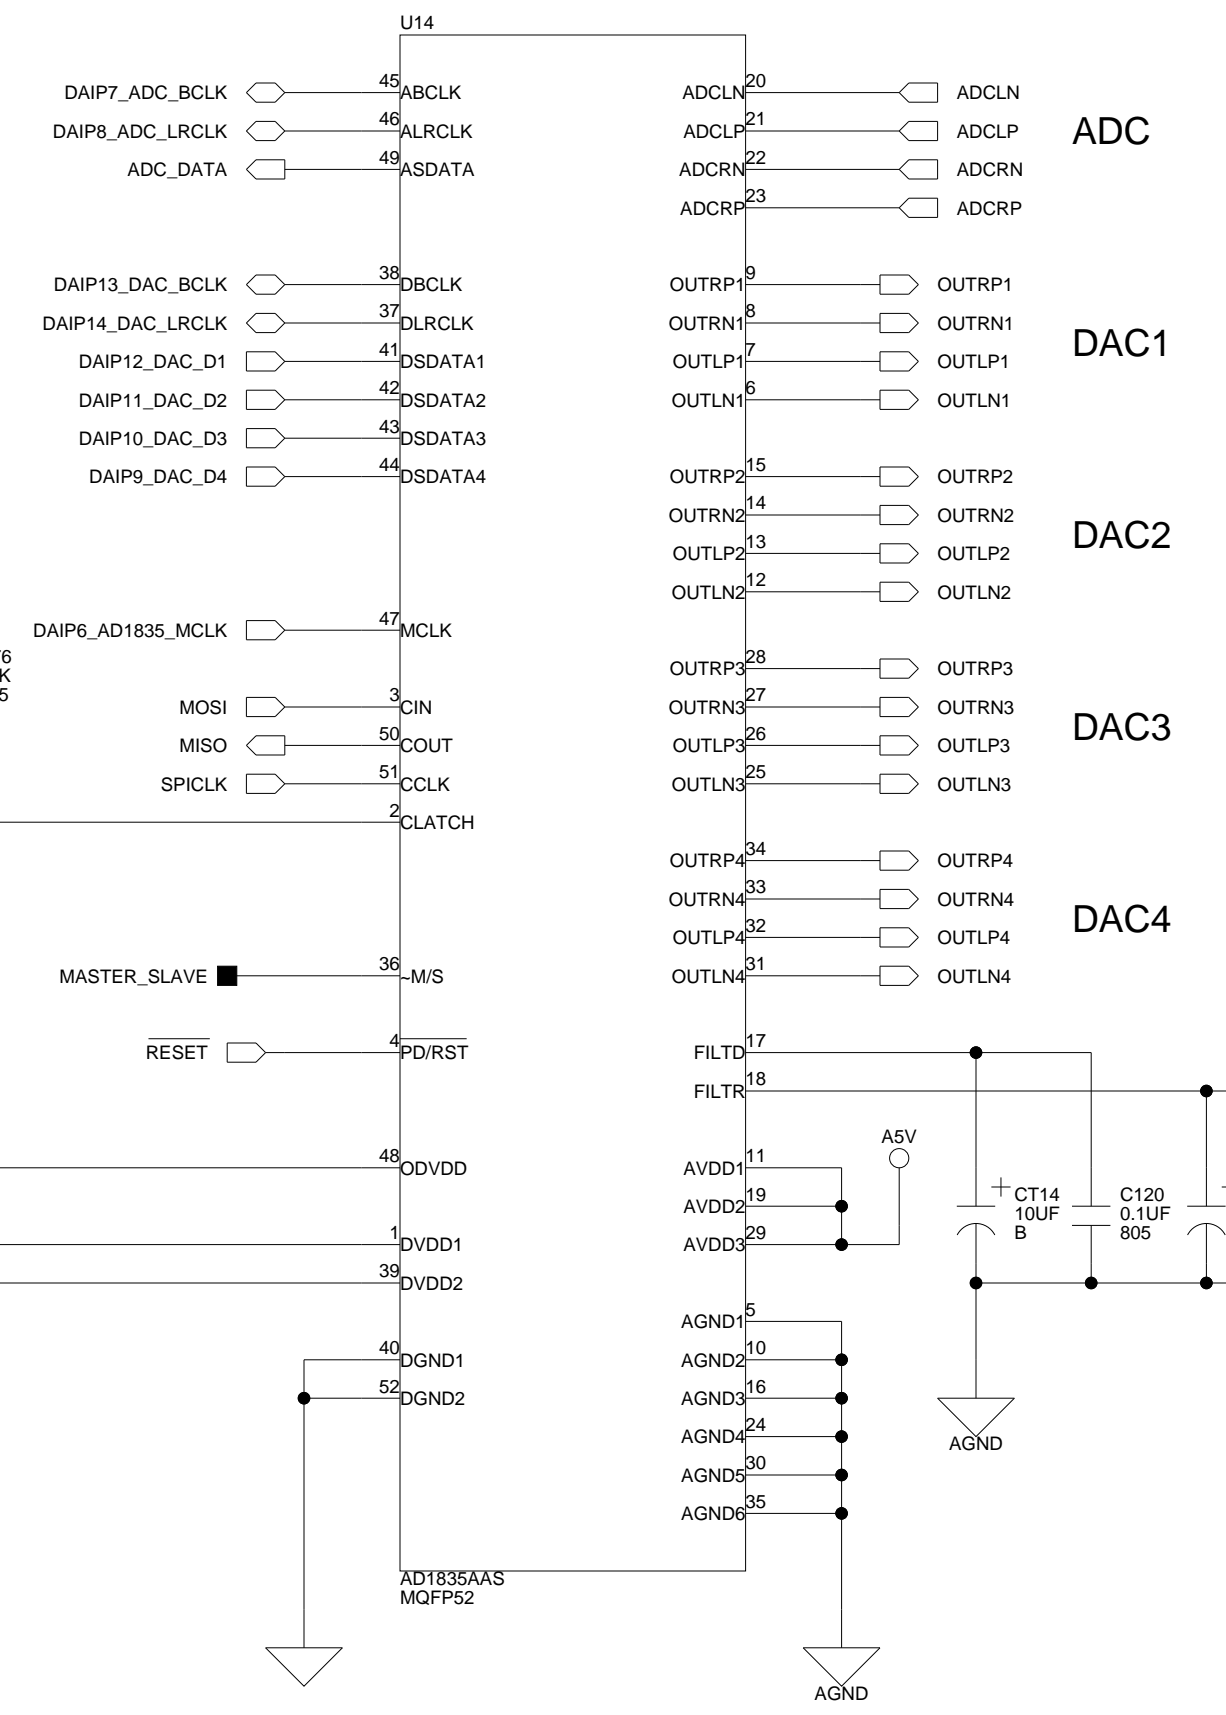 U14
DAIP7_ADC_BCLK 45 ABCLK ADCLN 20 ADCLN
DAIP8_ADC_LRCLK 46 ALRCLK ADCLP 21 ADCLP
ADC
ADC_DATA 49 ASDATA ADCRN 22 ADCRN
ADCRP 23 ADCRP
DAIP13_DAC_BCLK 38 DBCLK OUTRP1 9 OUTRP1
DAIP14_DAC_LRCLK 37 DLRCLK OUTRN1 8 OUTRN1
DAC1
DAIP12_DAC_D1 41 DSDATA1 OUTLP1 7 OUTLP1
DAIP11_DAC_D2 42 DSDATA2 OUTLN1 6 OUTLN1
DAIP10_DAC_D3 43 DSDATA3
DAIP9_DAC_D4 44 DSDATA4 OUTRP2 15 OUTRP2
OUTRN2 14 OUTRN2
DAC2
OUTLP2 13 OUTLP2
OUTLN2 12 OUTLN2
DAIP6_AD1835_MCLK 47 MCLK
OUTRP3 28 OUTRP3
MOSI 3 CIN OUTRN3 27 OUTRN3
DAC3
MISO 50 COUT OUTLP3 26 OUTLP3
SPICLK 51 CCLK OUTLN3 25 OUTLN3
2 CLATCH
OUTRP4 34 OUTRP4
OUTRN4 33 OUTRN4
DAC4
OUTLP4 32 OUTLP4
MASTER_SLAVE 36 ~M/S OUTLN4 31 OUTLN4
RESET 4 PD/RST FILTD 17
FILTR 18
A5V
48 ODVDD AVDD1 11
AVDD2 19
CT14
10UF
B
C120
0.1UF
805
1 DVDD1 AVDD3 29
39 DVDD2
AGND1 5
40 DGND1 AGND2 10
52 DGND2 AGND3 16
AGND4 24
AGND
AGND5 30
AGND6 35
AD1835AAS
MQFP52
AGND